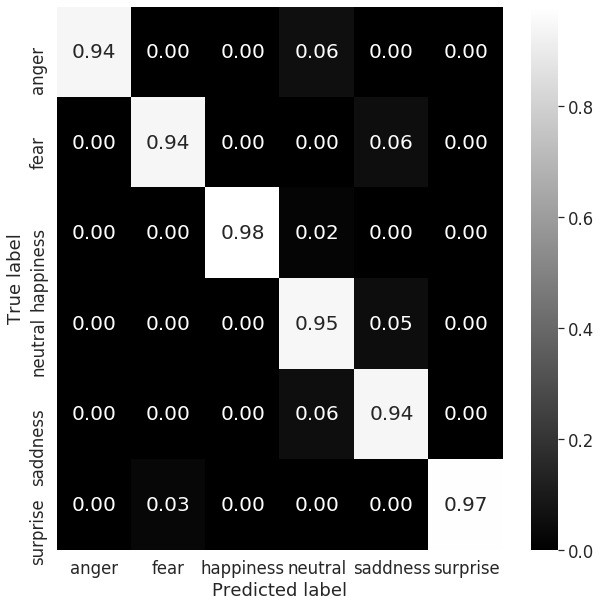 anger 0.94 0.00 0.00 0.06 0.00 0.00
fear 0.00 0.94 0.00 0.00 0.06 0.00
happiness 0.00 0.00 0.98 0.02 0.00 0.00
neutral 0.00 0.00 0.00 0.95 0.05 0.00
saddness 0.00 0.00 0.00 0.06 0.94 0.00
surprise 0.00 0.03 0.00 0.00 0.00 0.97
True label
anger fear happiness neutral saddness surprise
Predicted label
0.8
0.6
0.4
0.2
0.0